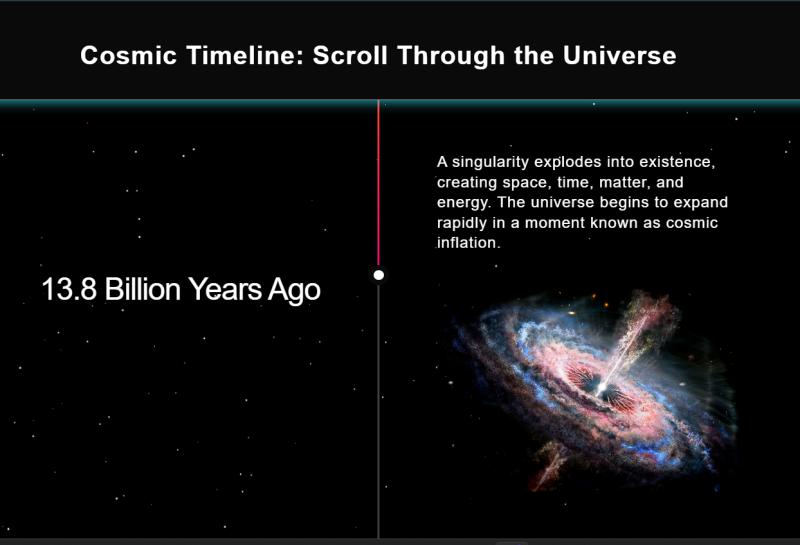 Cosmic Timeline: Scroll Through the Universe
13.8 Billion Years Ago
A singularity explodes into existence,
creating space, time, matter, and
energy. The universe begins to expand
rapidly in a moment known as cosmic
inflation.